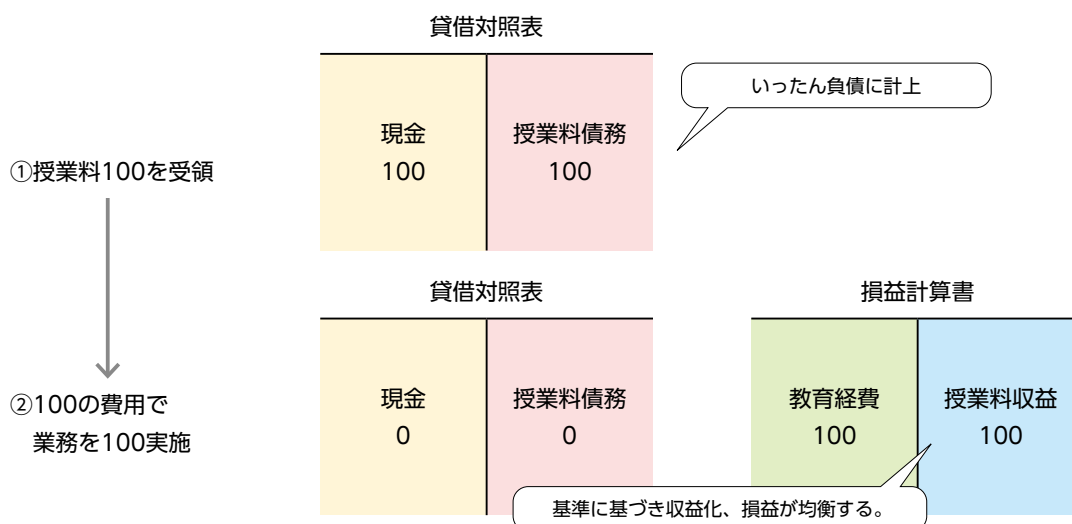 貸借対照表
いったん負債に計上
現金
100
授業料債務
100
①授業料100を受領
貸借対照表
損益計算書
②100の費用で
業務を100実施
現金
0
授業料債務
0
教育経費
100
授業料収益
100
基準に基づき収益化、損益が均衡する。